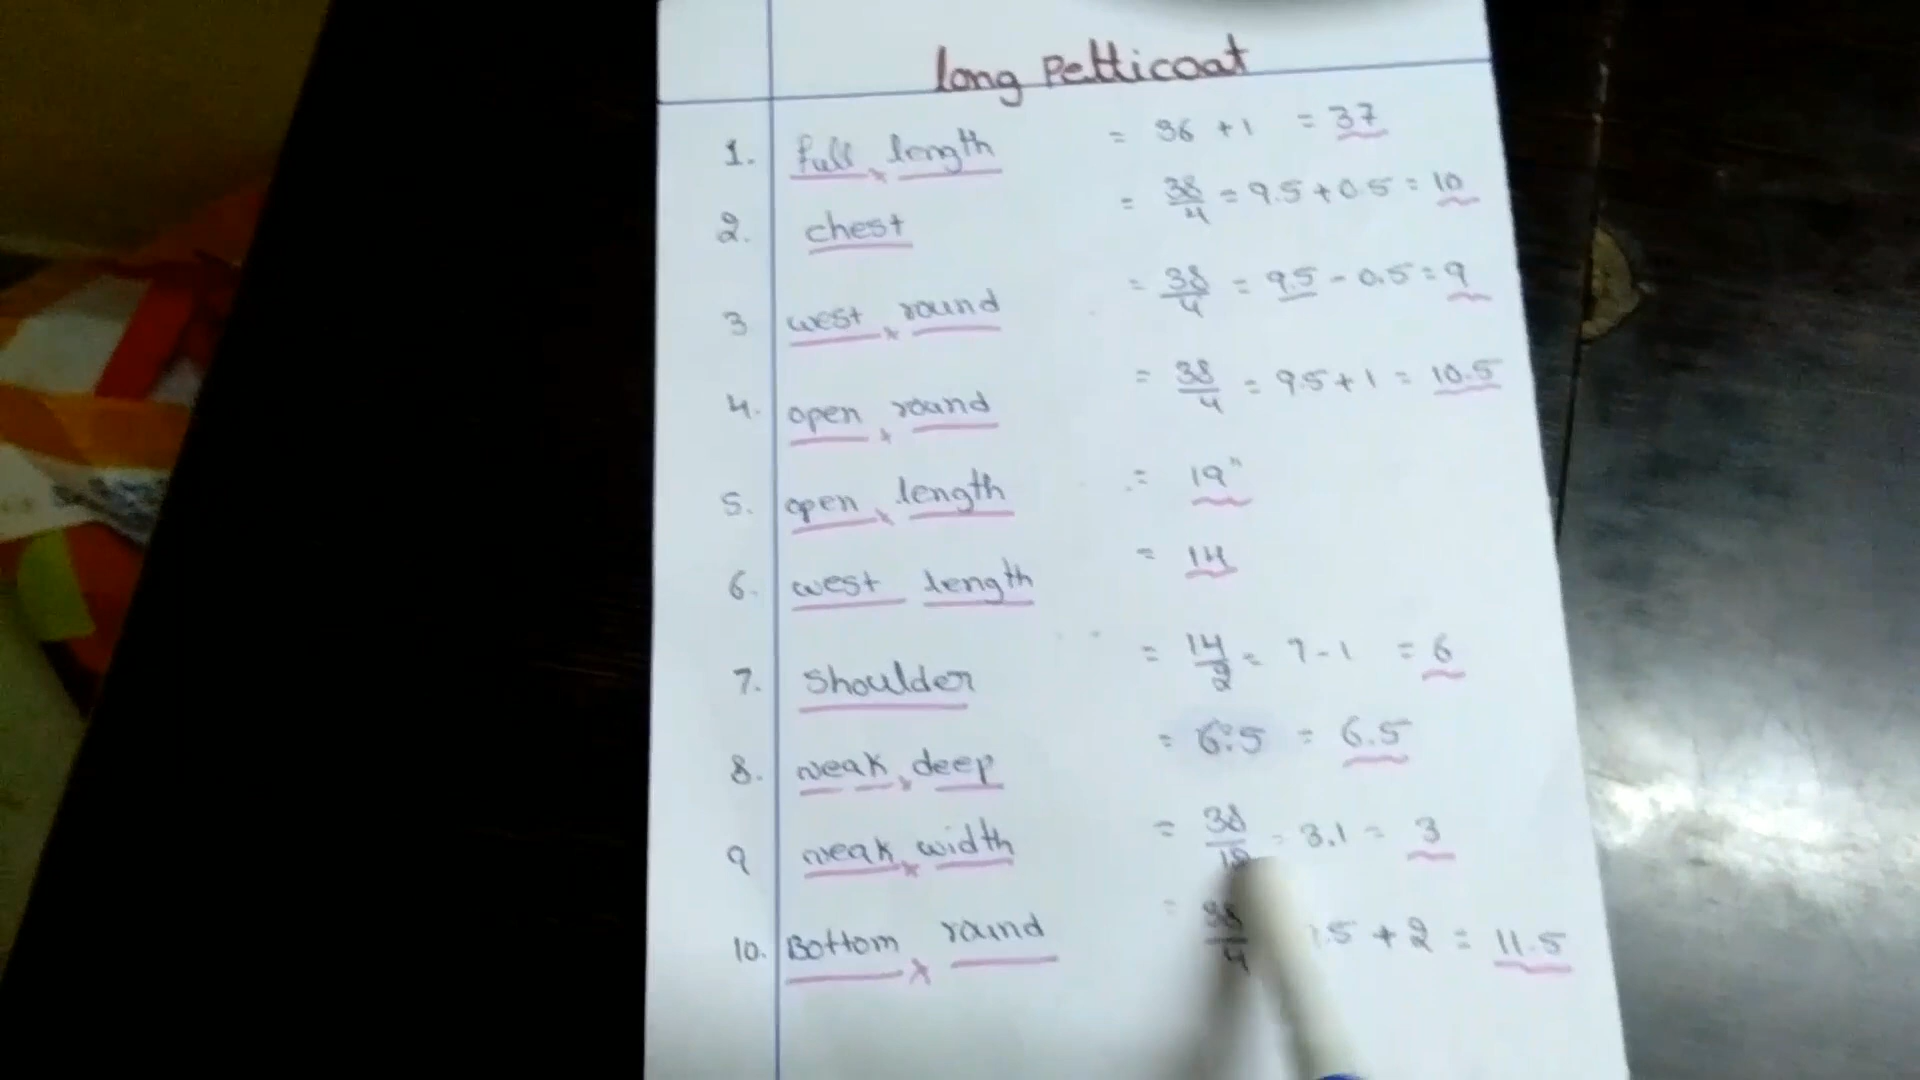 long Petticoat
1. full length = 36 + 1 = 37
2. chest = 38/4 = 9.5 + 0.5 = 10
3 west round = 38/4 = 9.5 - 0.5 = 9
4. open round = 38/4 = 9.5 + 1 = 10.5
5. open length = 19"
6. west length = 14
7. Shoulder = 14/2 = 7 - 1 = 6
8. neak deep = 6.5 = 6.5
9 neak width = 38/12 = 3.1 = 3
10. Bottom round = 38/4 .5 + 2 = 11.5